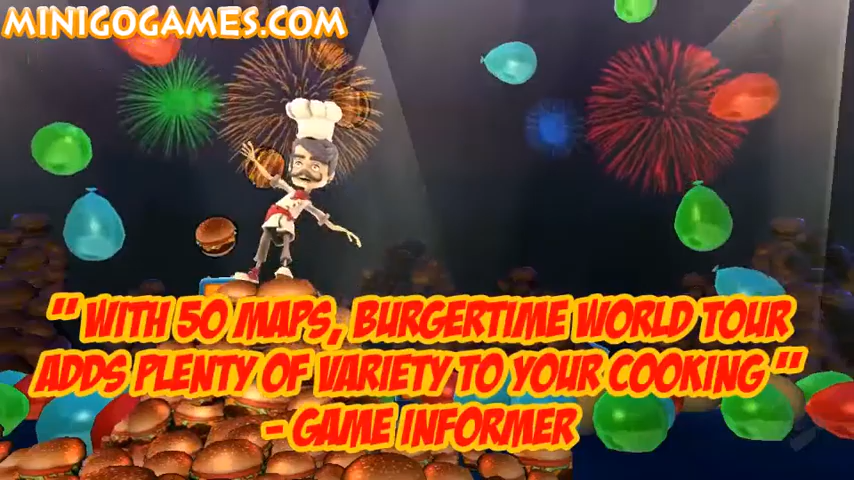 MINIGOGAMES.COM
"WITH 50 MAPS, BURGERTIME WORLD TOUR
ADDS PLENTY OF VARIETY TO YOUR COOKING"
- GAME INFORMER